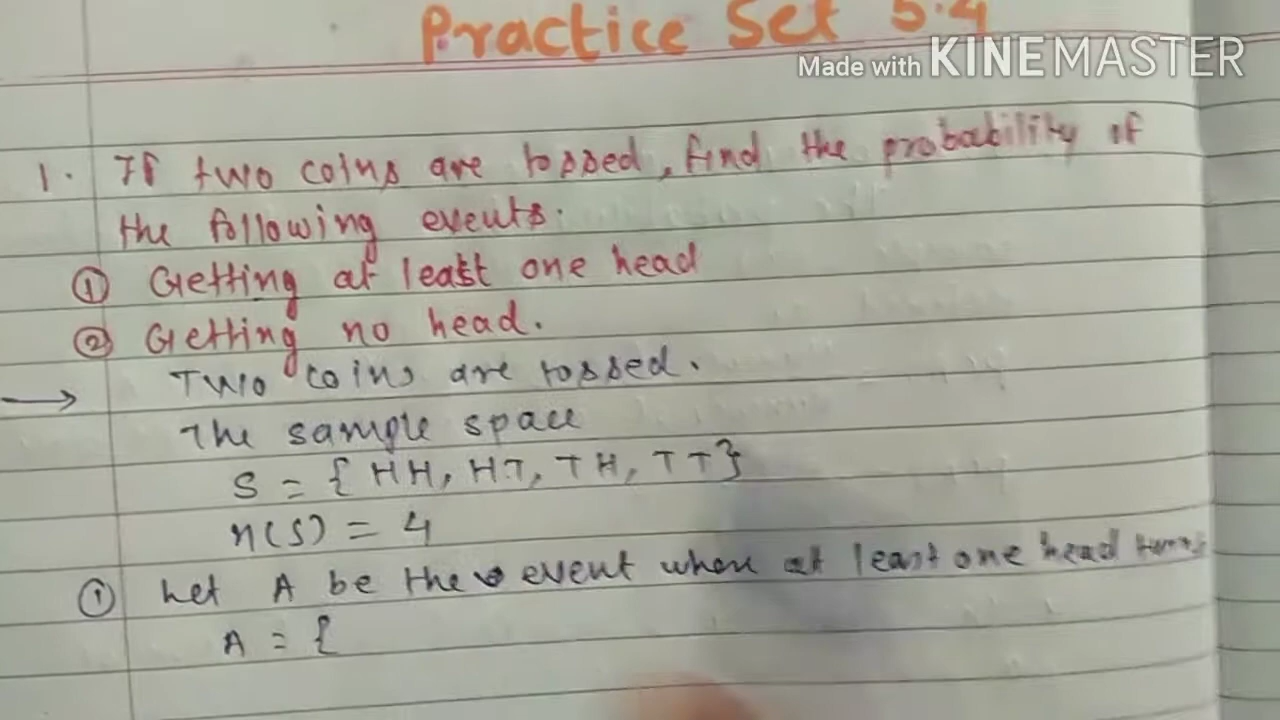 Practice Set 5.4
Made with KINEMASTER
1. If two coins are tossed, find the probability of
the following events.
① Getting at least one head
② Getting no head.
→ Two coins are tossed.
The sample space
S = { HH, HT, TH, TT}
n(S) = 4
① Let A be the event when at least one head
A = {